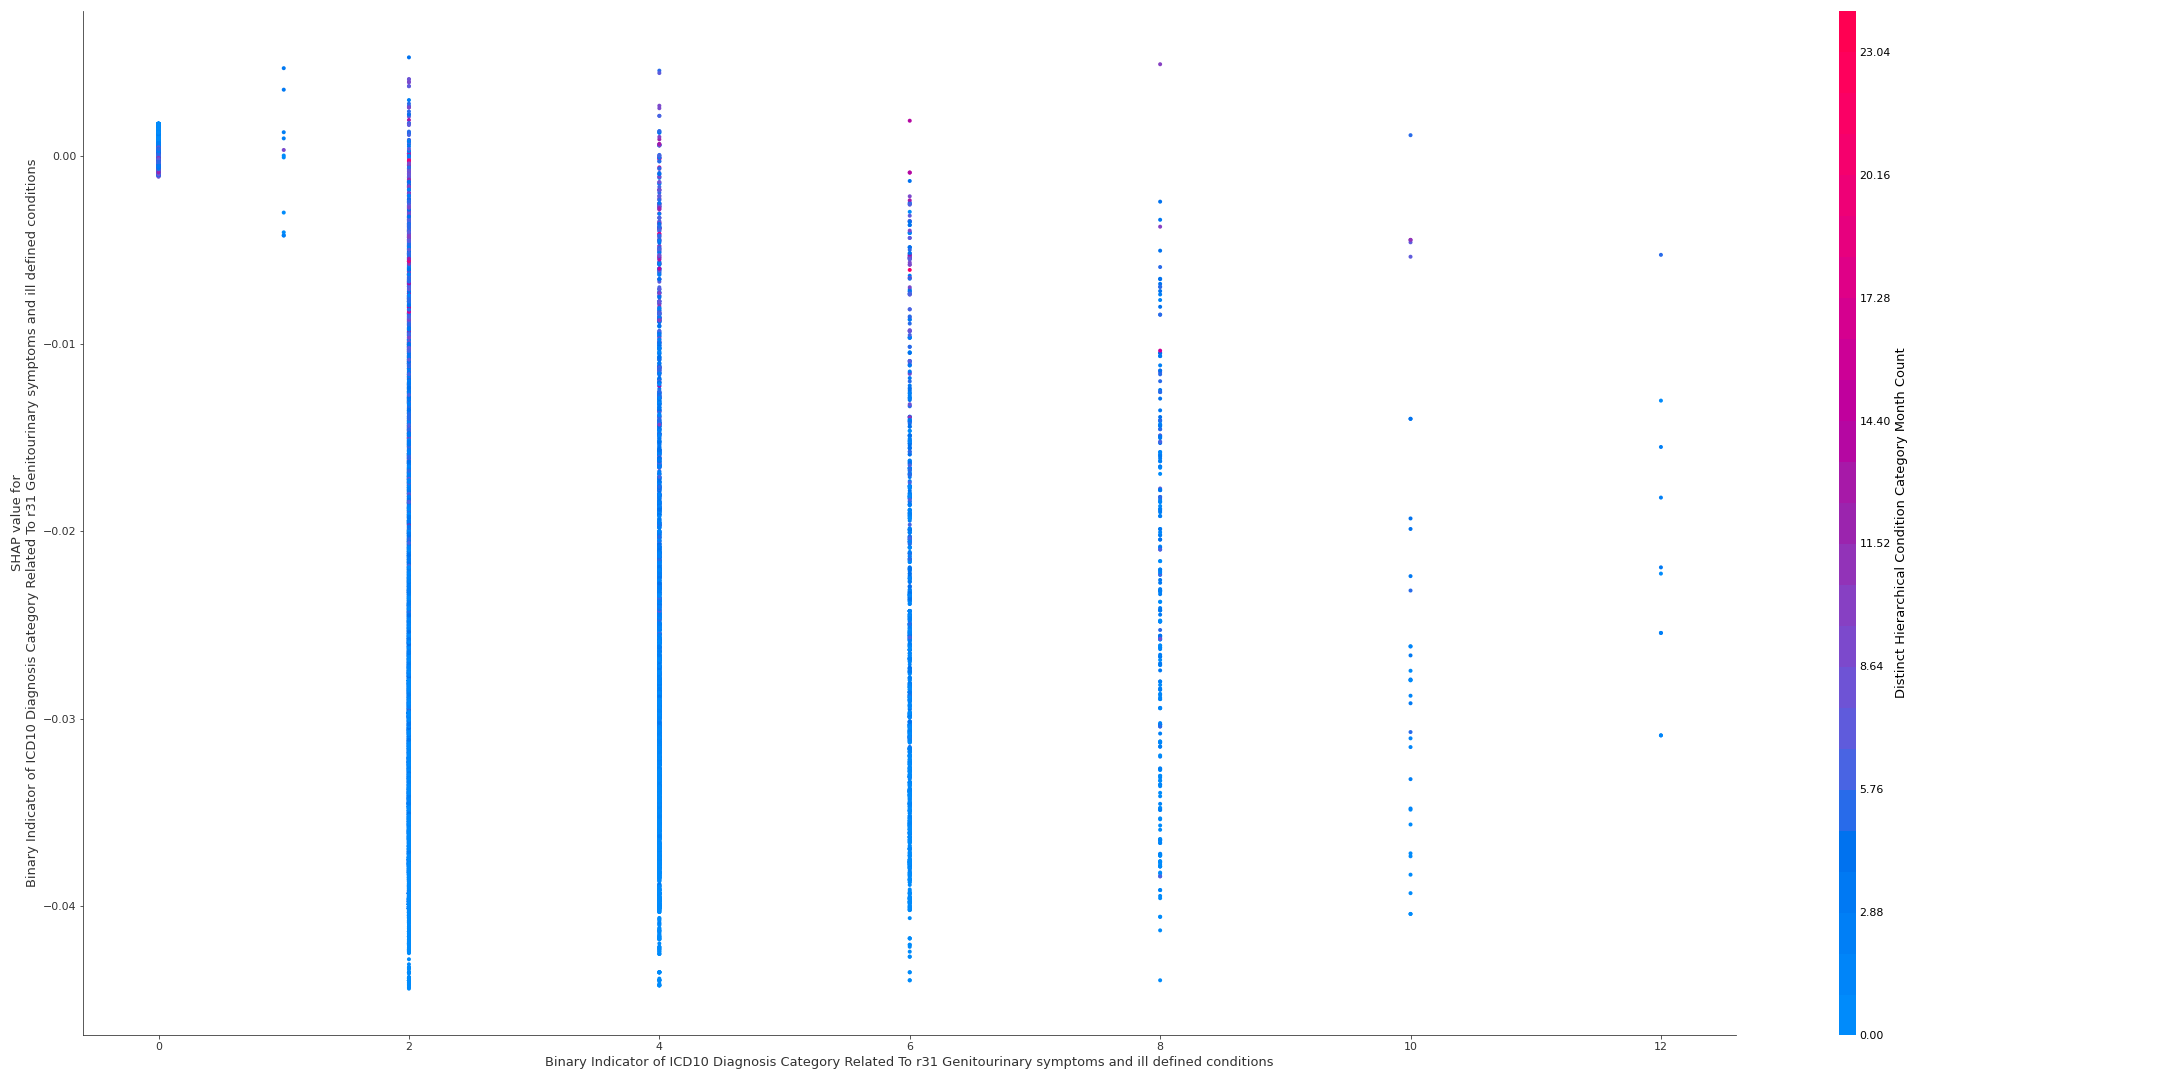 SHAP value for
Binary Indicator of ICD10 Diagnosis Category Related To r31 Genitourinary symptoms and ill defined conditions
0.00
−0.01
−0.02
−0.03
−0.04
0 2 4 6 8 10 12
Binary Indicator of ICD10 Diagnosis Category Related To r31 Genitourinary symptoms and ill defined conditions
23.04
20.16
17.28
14.40
11.52
8.64
5.76
2.88
0.00
Distinct Hierarchical Condition Category Month Count